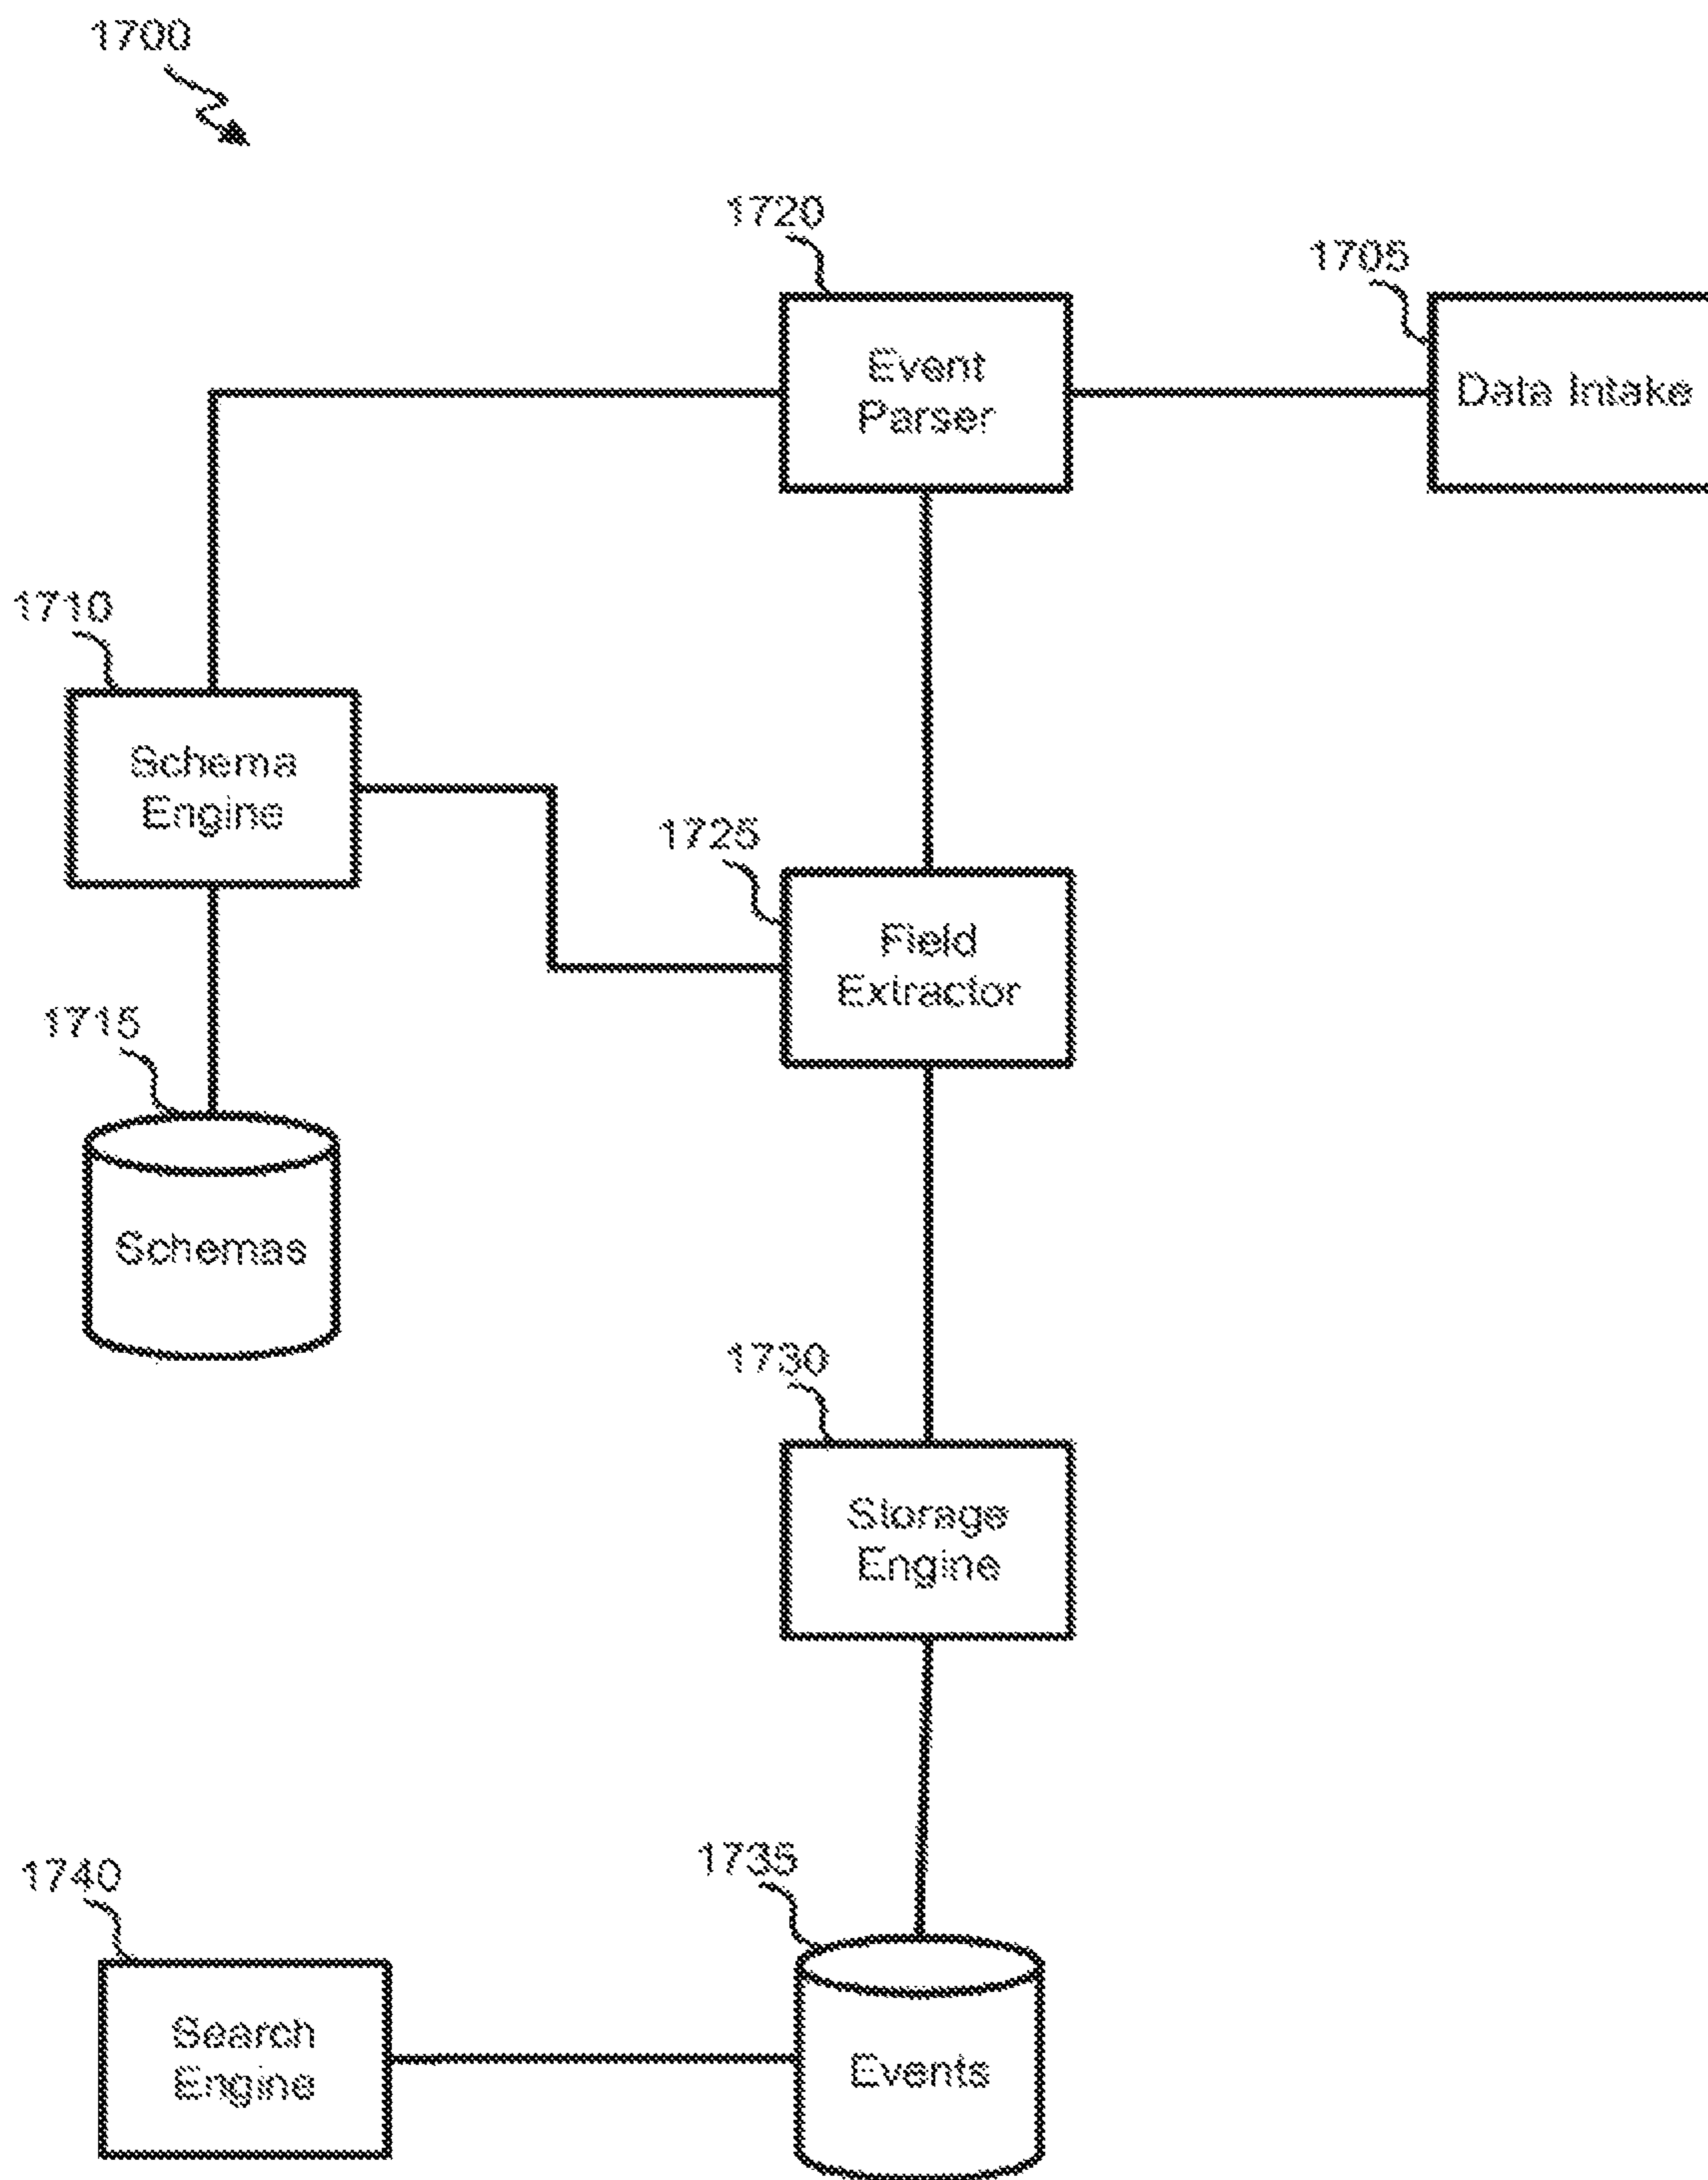 1700
1720
1705
Event
Parser
Data Intake
1710
Schema
Engine
1725
Field
Extractor
1715
Schemas
1730
Storage
Engine
1735
1740
Search
Engine
Events